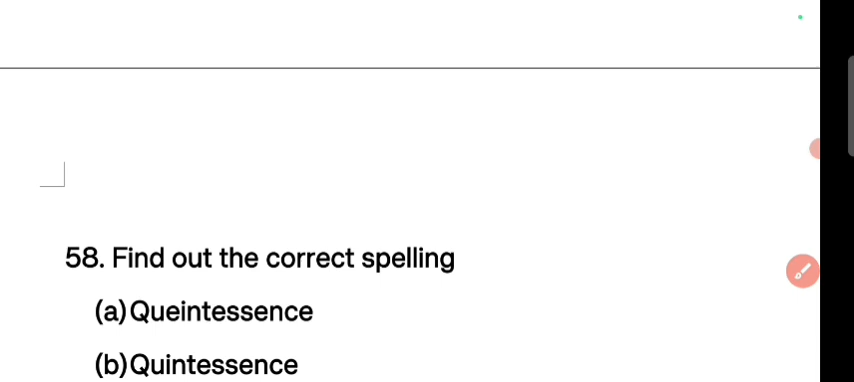 58. Find out the correct spelling
(a) Queintessence
(b) Quintessence